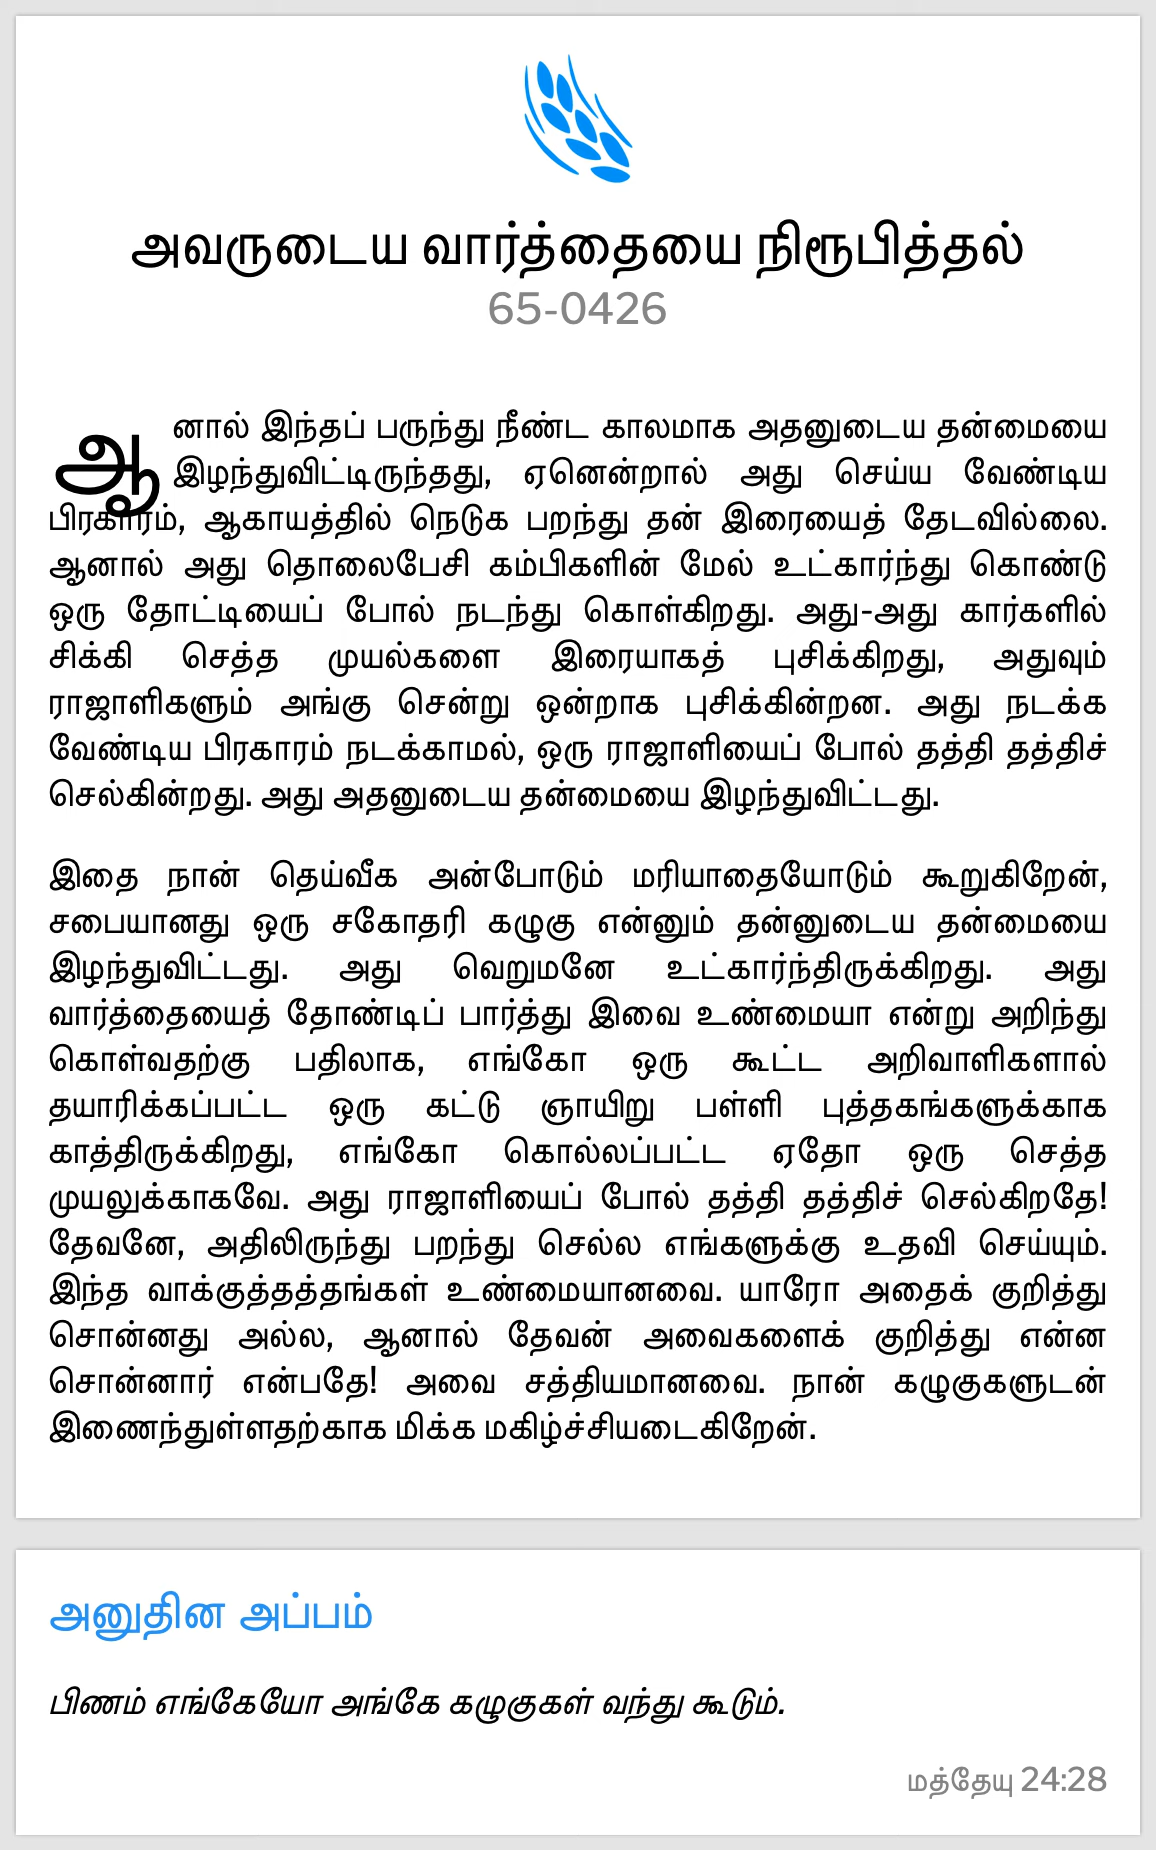 அவருடைய வார்த்தையை நிரூபித்தல்
65-0426
ஆனால் இந்தப் பருந்து நீண்ட காலமாக அதனுடைய தன்மையை
இழந்துவிட்டிருந்தது, ஏனென்றால் அது செய்ய வேண்டிய
பிரகாரம், ஆகாயத்தில் நெடுக பறந்து தன் இரையைத் தேடவில்லை.
ஆனால் அது தொலைபேசி கம்பிகளின் மேல் உட்கார்ந்து கொண்டு
ஒரு தோட்டியைப் போல் நடந்து கொள்கிறது. அது-அது கார்களில்
சிக்கி செத்த முயல்களை இரையாகத் புசிக்கிறது, அதுவும்
ராஜாளிகளும் அங்கு சென்று ஒன்றாக புசிக்கின்றன. அது நடக்க
வேண்டிய பிரகாரம் நடக்காமல், ஒரு ராஜாளியைப் போல் தத்தி தத்திச்
செல்கின்றது. அது அதனுடைய தன்மையை இழந்துவிட்டது.
இதை நான் தெய்வீக அன்போடும் மரியாதையோடும் கூறுகிறேன்,
சபையானது ஒரு சகோதரி கழுகு என்னும் தன்னுடைய தன்மையை
இழந்துவிட்டது. அது வெறுமனே உட்கார்ந்திருக்கிறது. அது
வார்த்தையைத் தோண்டிப் பார்த்து இவை உண்மையா என்று அறிந்து
கொள்வதற்கு பதிலாக, எங்கோ ஒரு கூட்ட அறிவாளிகளால்
தயாரிக்கப்பட்ட ஒரு கட்டு ஞாயிறு பள்ளி புத்தகங்களுக்காக
காத்திருக்கிறது, எங்கோ கொல்லப்பட்ட ஏதோ ஒரு செத்த
முயலுக்காகவே. அது ராஜாளியைப் போல் தத்தி தத்திச் செல்கிறதே!
தேவனே, அதிலிருந்து பறந்து செல்ல எங்களுக்கு உதவி செய்யும்.
இந்த வாக்குத்தத்தங்கள் உண்மையானவை. யாரோ அதைக் குறித்து
சொன்னது அல்ல, ஆனால் தேவன் அவைகளைக் குறித்து என்ன
சொன்னார் என்பதே! அவை சத்தியமானவை. நான் கழுகுகளுடன்
இணைந்துள்ளதற்காக மிக்க மகிழ்ச்சியடைகிறேன்.
அனுதின அப்பம்
பிணம் எங்கேயோ அங்கே கழுகுகள் வந்து கூடும்.
மத்தேயு 24:28